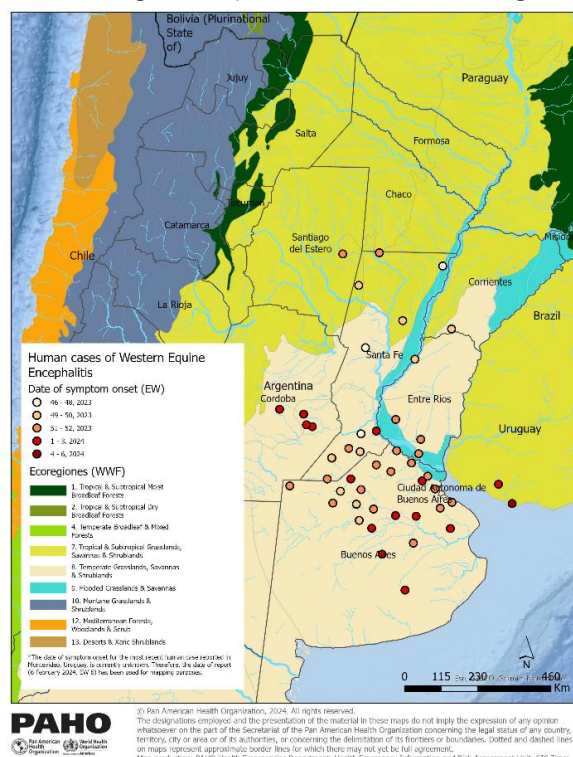 Bolivia (Plurinational
State
of)
Jujuy
Paraguay
Salta
Formosa
Chaco
Tucuman
Catamarca
Santiago
del Estero
Chile
Corrientes
La Rioja
Brazil
Santa Fe
Argentina
Cordoba
Entre Rios
Uruguay
Ciudad Autonoma de
Buenos Aires
Buenos Aires
Human cases of Western Equine
Encephalitis
Date of symptom onset (EW)
46 - 48, 2023
49 - 50, 2023
51 - 52, 2023
1 - 3, 2024
4 - 6, 2024
Ecoregions (WWF)
1. Tropical & Subtropical Moist
Broadleaf Forests
2. Tropical & Subtropical Dry
Broadleaf Forests
4. Temperate Broadleaf & Mixed
Forests
7. Tropical & Subtropical Grasslands,
Savannas & Shrublands
8. Temperate Grasslands, Savannas
& Shrublands
9. Flooded Grasslands & Savannas
10. Montane Grasslands &
Shrublands
12. Mediterranean Forests,
Woodlands & Scrub
13. Deserts & Xeric Shrublands
*The date of symptom onset for the most recent human case reported in
Montevideo, Uruguay, is currently unknown. Therefore, the date of report
(6 February 2024, EW 6) has been used for mapping purposes.
N
0 115 230 460
Km
PAHO
Pan American
Health
Organization
World Health
Organization
© Pan American Health Organization, 2024. All rights reserved.
The designations employed and the presentation of the material in these maps do not imply the expression of any opinion
whatsoever on the part of the Secretariat of the Pan American Health Organization concerning the legal status of any country,
territory, city or area or of its authorities, or concerning the delimitation of its frontiers or boundaries. Dotted and dashed lines
on maps represent approximate border lines for which there may not yet be full agreement.